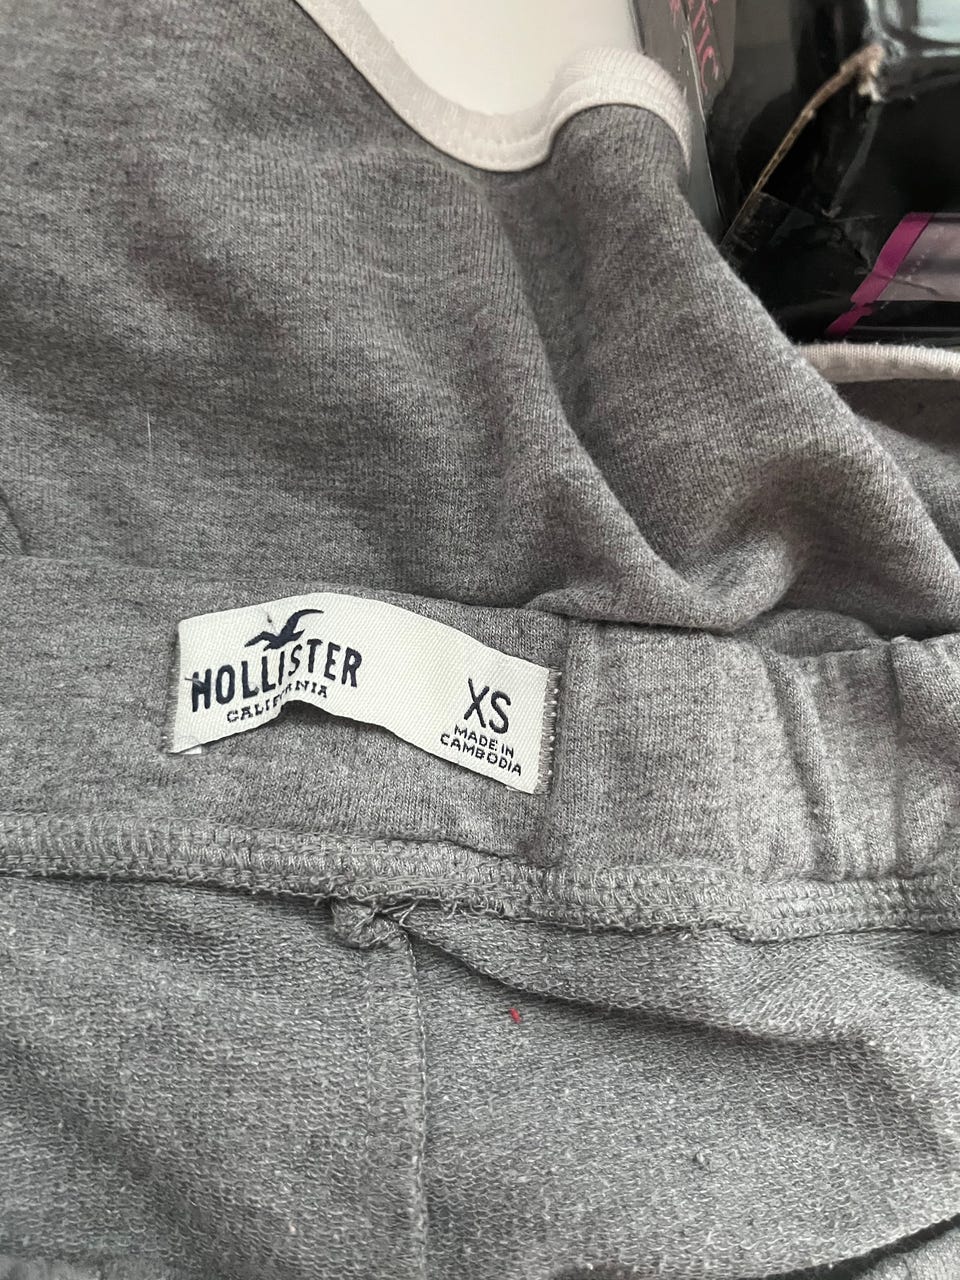 HOLLISTER
CALIFORNIA
XS
MADE IN
CAMBODIA